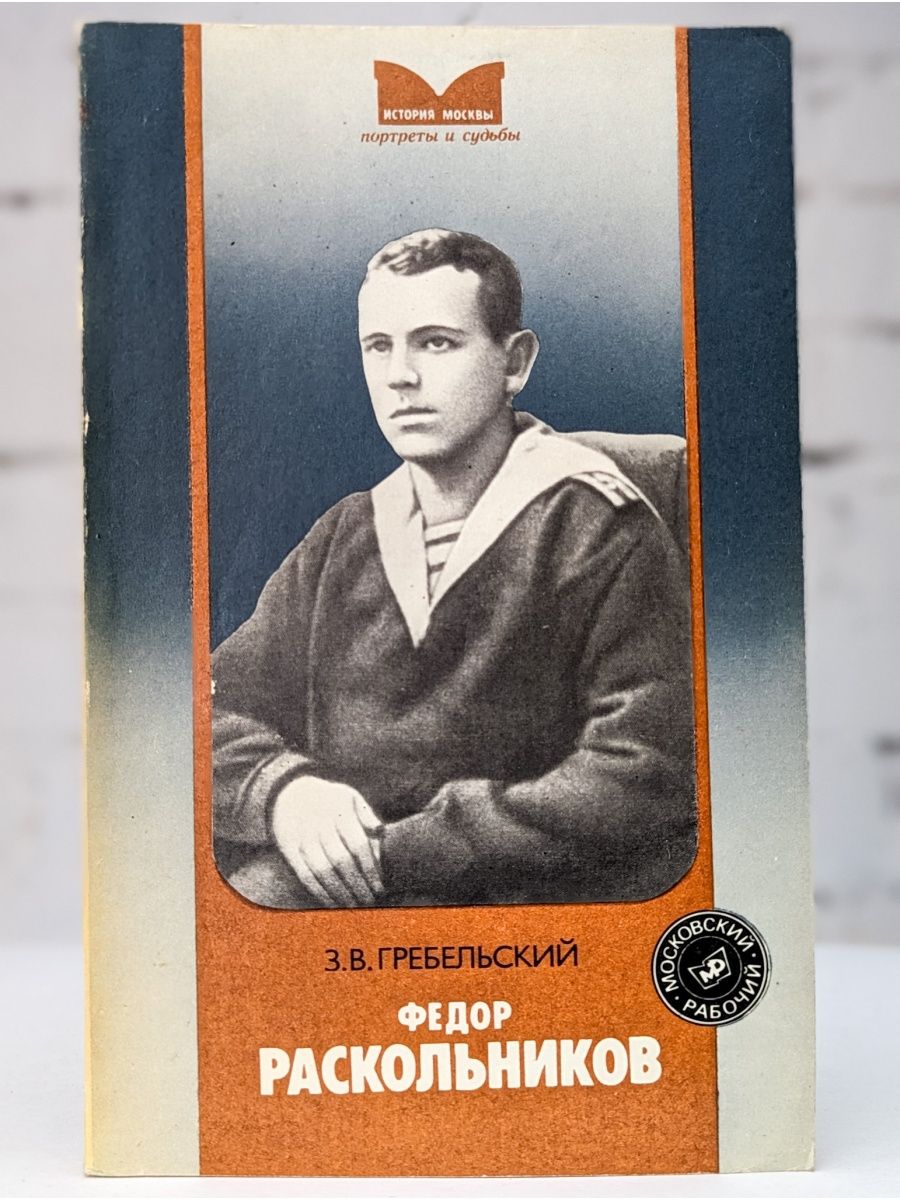 ИСТОРИЯ МОСКВЫ
портреты и судьбы
З.В. ГРЕБЕЛЬСКИЙ
МОСКОВСКИЙ
МР
РАБОЧИЙ
ФЕДОР
РАСКОЛЬНИКОВ